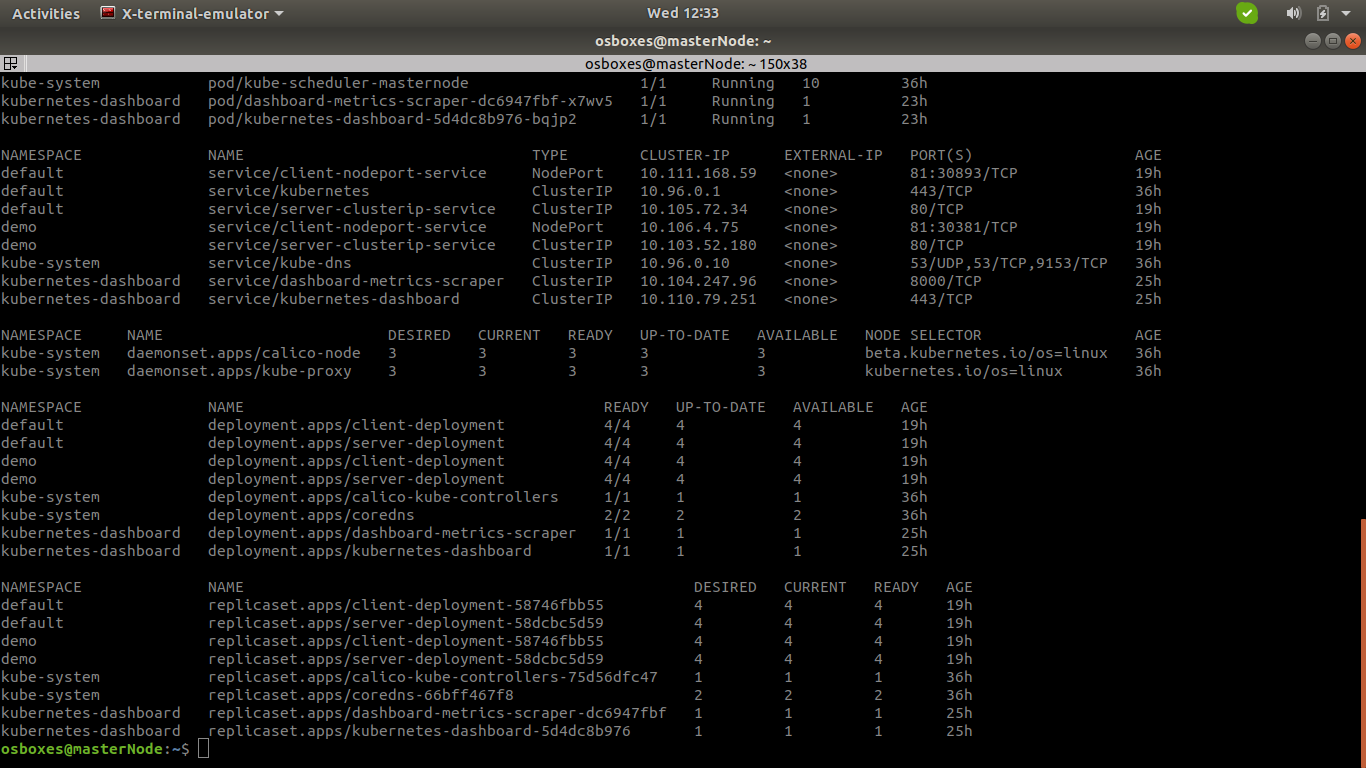 Activities X-terminal-emulator Wed 12:33
osboxes@masterNode: ~
osboxes@masterNode: ~ 150x38
kube-system pod/kube-scheduler-masternode 1/1 Running 10 36h
kubernetes-dashboard pod/dashboard-metrics-scraper-dc6947fbf-x7wv5 1/1 Running 1 23h
kubernetes-dashboard pod/kubernetes-dashboard-5d4dc8b976-bqjp2 1/1 Running 1 23h
NAMESPACE NAME TYPE CLUSTER-IP EXTERNAL-IP PORT(S) AGE
default service/client-nodeport-service NodePort 10.111.168.59 <none> 81:30893/TCP 19h
default service/kubernetes ClusterIP 10.96.0.1 <none> 443/TCP 36h
default service/server-clusterip-service ClusterIP 10.105.72.34 <none> 80/TCP 19h
demo service/client-nodeport-service NodePort 10.106.4.75 <none> 81:30381/TCP 19h
demo service/server-clusterip-service ClusterIP 10.103.52.180 <none> 80/TCP 19h
kube-system service/kube-dns ClusterIP 10.96.0.10 <none> 53/UDP,53/TCP,9153/TCP 36h
kubernetes-dashboard service/dashboard-metrics-scraper ClusterIP 10.104.247.96 <none> 8000/TCP 25h
kubernetes-dashboard service/kubernetes-dashboard ClusterIP 10.110.79.251 <none> 443/TCP 25h
NAMESPACE NAME DESIRED CURRENT READY UP-TO-DATE AVAILABLE NODE SELECTOR AGE
kube-system daemonset.apps/calico-node 3 3 3 3 3 beta.kubernetes.io/os=linux 36h
kube-system daemonset.apps/kube-proxy 3 3 3 3 3 kubernetes.io/os=linux 36h
NAMESPACE NAME READY UP-TO-DATE AVAILABLE AGE
default deployment.apps/client-deployment 4/4 4 4 19h
default deployment.apps/server-deployment 4/4 4 4 19h
demo deployment.apps/client-deployment 4/4 4 4 19h
demo deployment.apps/server-deployment 4/4 4 4 19h
kube-system deployment.apps/calico-kube-controllers 1/1 1 1 36h
kube-system deployment.apps/coredns 2/2 2 2 36h
kubernetes-dashboard deployment.apps/dashboard-metrics-scraper 1/1 1 1 25h
kubernetes-dashboard deployment.apps/kubernetes-dashboard 1/1 1 1 25h
NAMESPACE NAME DESIRED CURRENT READY AGE
default replicaset.apps/client-deployment-58746fbb55 4 4 4 19h
default replicaset.apps/server-deployment-58dcbc5d59 4 4 4 19h
demo replicaset.apps/client-deployment-58746fbb55 4 4 4 19h
demo replicaset.apps/server-deployment-58dcbc5d59 4 4 4 19h
kube-system replicaset.apps/calico-kube-controllers-75d56dfc47 1 1 1 36h
kube-system replicaset.apps/coredns-66bff467f8 2 2 2 36h
kubernetes-dashboard replicaset.apps/dashboard-metrics-scraper-dc6947fbf 1 1 1 25h
kubernetes-dashboard replicaset.apps/kubernetes-dashboard-5d4dc8b976 1 1 1 25h
osboxes@masterNode:~$